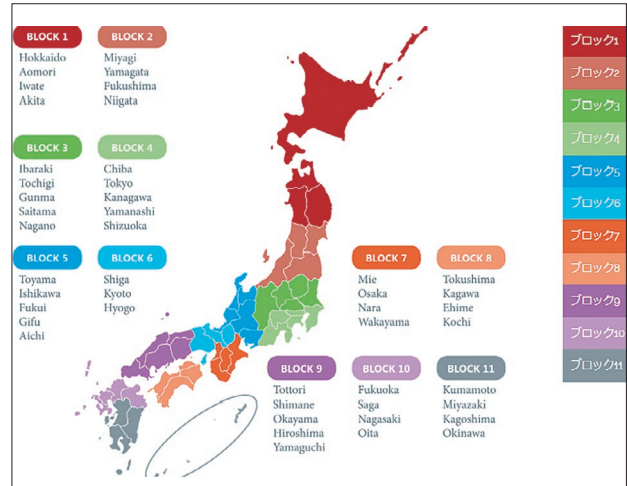 BLOCK 1
Hokkaido
Aomori
Iwate
Akita
BLOCK 2
Miyagi
Yamagata
Fukushima
Niigata
BLOCK 3
Ibaraki
Tochigi
Gunma
Saitama
Nagano
BLOCK 4
Chiba
Tokyo
Kanagawa
Yamanashi
Shizuoka
BLOCK 5
Toyama
Ishikawa
Fukui
Gifu
Aichi
BLOCK 6
Shiga
Kyoto
Hyogo
BLOCK 7
Mie
Osaka
Nara
Wakayama
BLOCK 8
Tokushima
Kagawa
Ehime
Kochi
BLOCK 9
Tottori
Shimane
Okayama
Hiroshima
Yamaguchi
BLOCK 10
Fukuoka
Saga
Nagasaki
Oita
BLOCK 11
Kumamoto
Miyazaki
Kagoshima
Okinawa
ブロック1
ブロック2
ブロック3
ブロック4
ブロック5
ブロック6
ブロック7
ブロック8
ブロック9
ブロック10
ブロック11